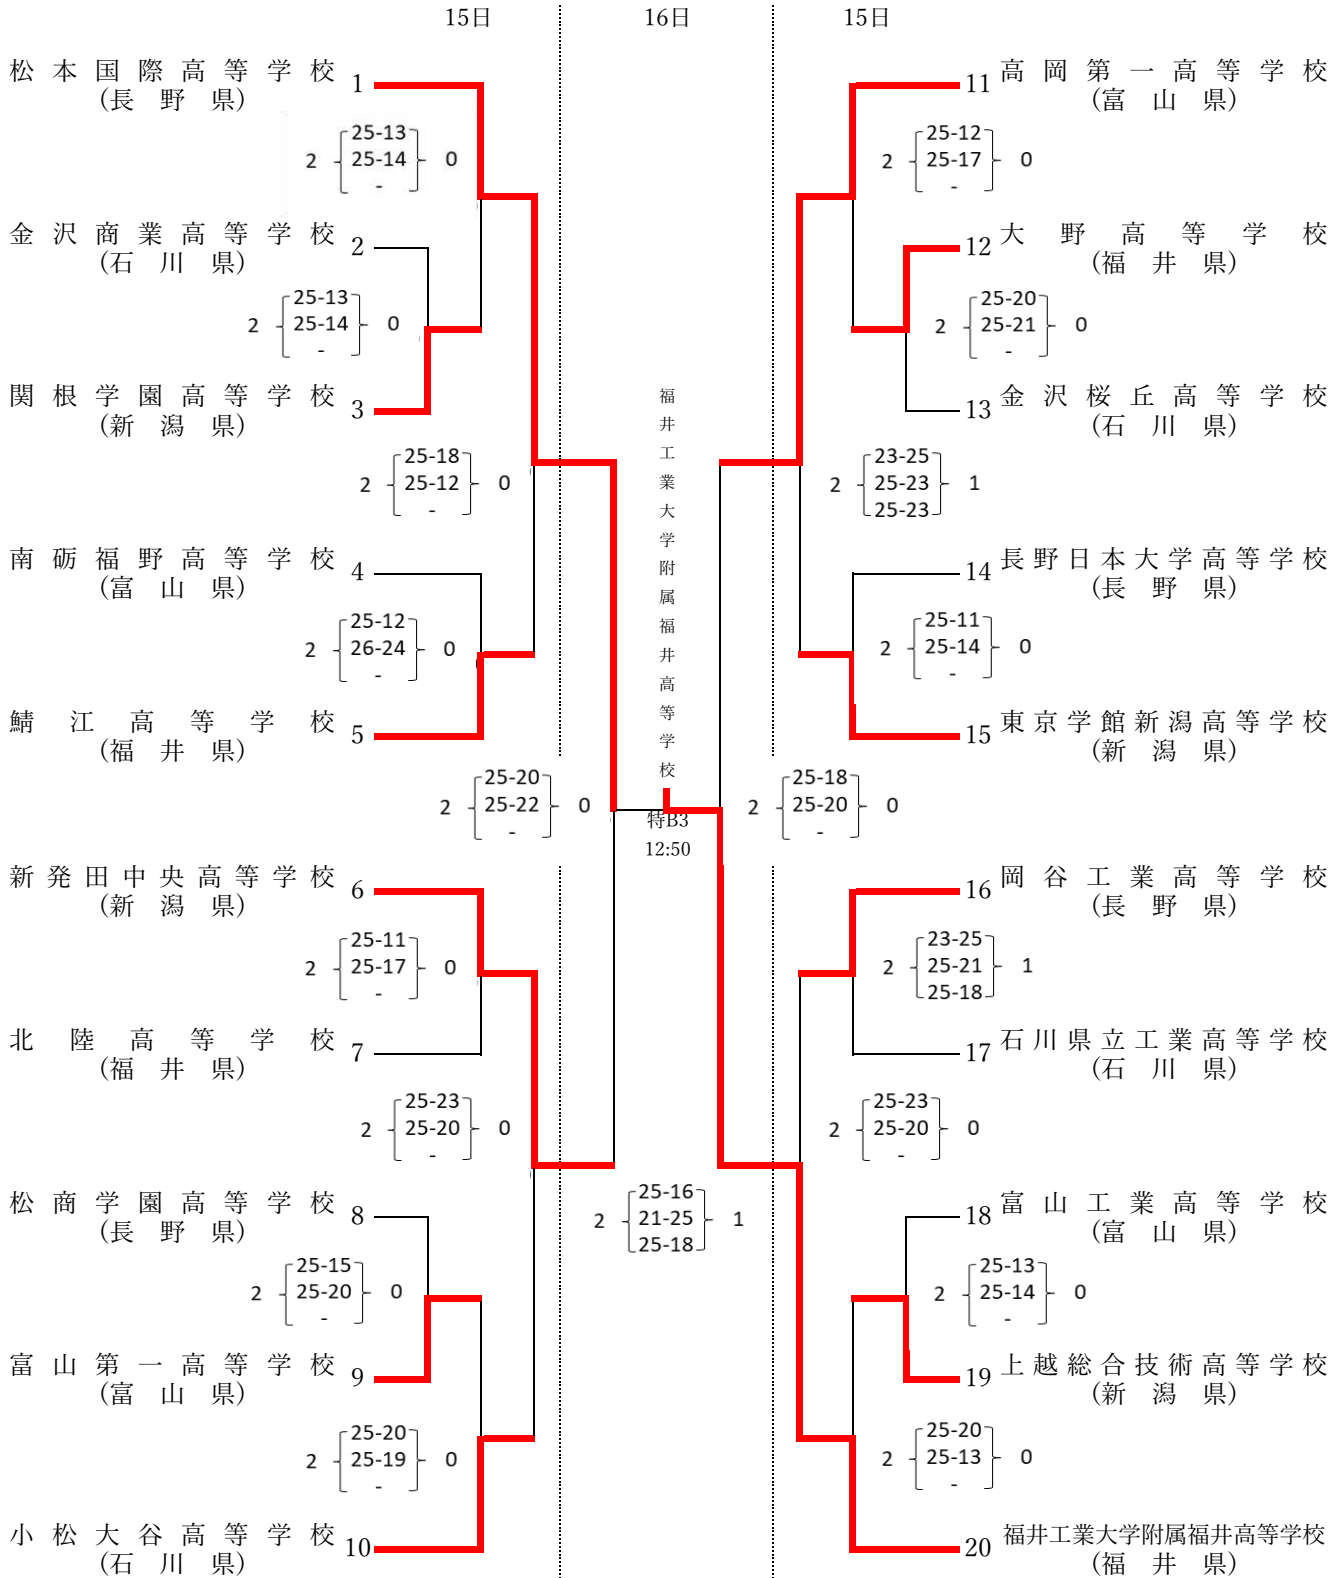 15日 16日 15日
松本国際高等学校 1
(長野県)
11 高岡第一高等学校
(富山県)
25-13
2 25-14 0
-
25-12
2 25-17 0
-
金沢商業高等学校 2
(石川県)
12 大野高等学校
(福井県)
25-13
2 25-14 0
-
25-20
2 25-21 0
-
関根学園高等学校 3
(新潟県)
13 金沢桜丘高等学校
(石川県)
福井工業大学附属福井高等学校
25-18
2 25-12 0
-
23-25
2 25-23 1
25-23
南砺福野高等学校 4
(富山県)
14 長野日本大学高等学校
(長野県)
25-12
2 26-24 0
-
25-11
2 25-14 0
-
鯖江高等学校 5
(福井県)
15 東京学館新潟高等学校
(新潟県)
25-20
2 25-22 0
-
25-18
2 25-20 0
-
特B3
12:50
新発田中央高等学校 6
(新潟県)
16 岡谷工業高等学校
(長野県)
25-11
2 25-17 0
-
23-25
2 25-21 1
25-18
北陸高等学校 7
(福井県)
17 石川県立工業高等学校
(石川県)
25-23
2 25-20 0
-
25-23
2 25-20 0
-
松商学園高等学校 8
(長野県)
25-16
2 21-25 1
25-18
18 富山工業高等学校
(富山県)
25-15
2 25-20 0
-
25-13
2 25-14 0
-
富山第一高等学校 9
(富山県)
19 上越総合技術高等学校
(新潟県)
25-20
2 25-19 0
-
25-20
2 25-13 0
-
小松大谷高等学校 10
(石川県)
20 福井工業大学附属福井高等学校
(福井県)